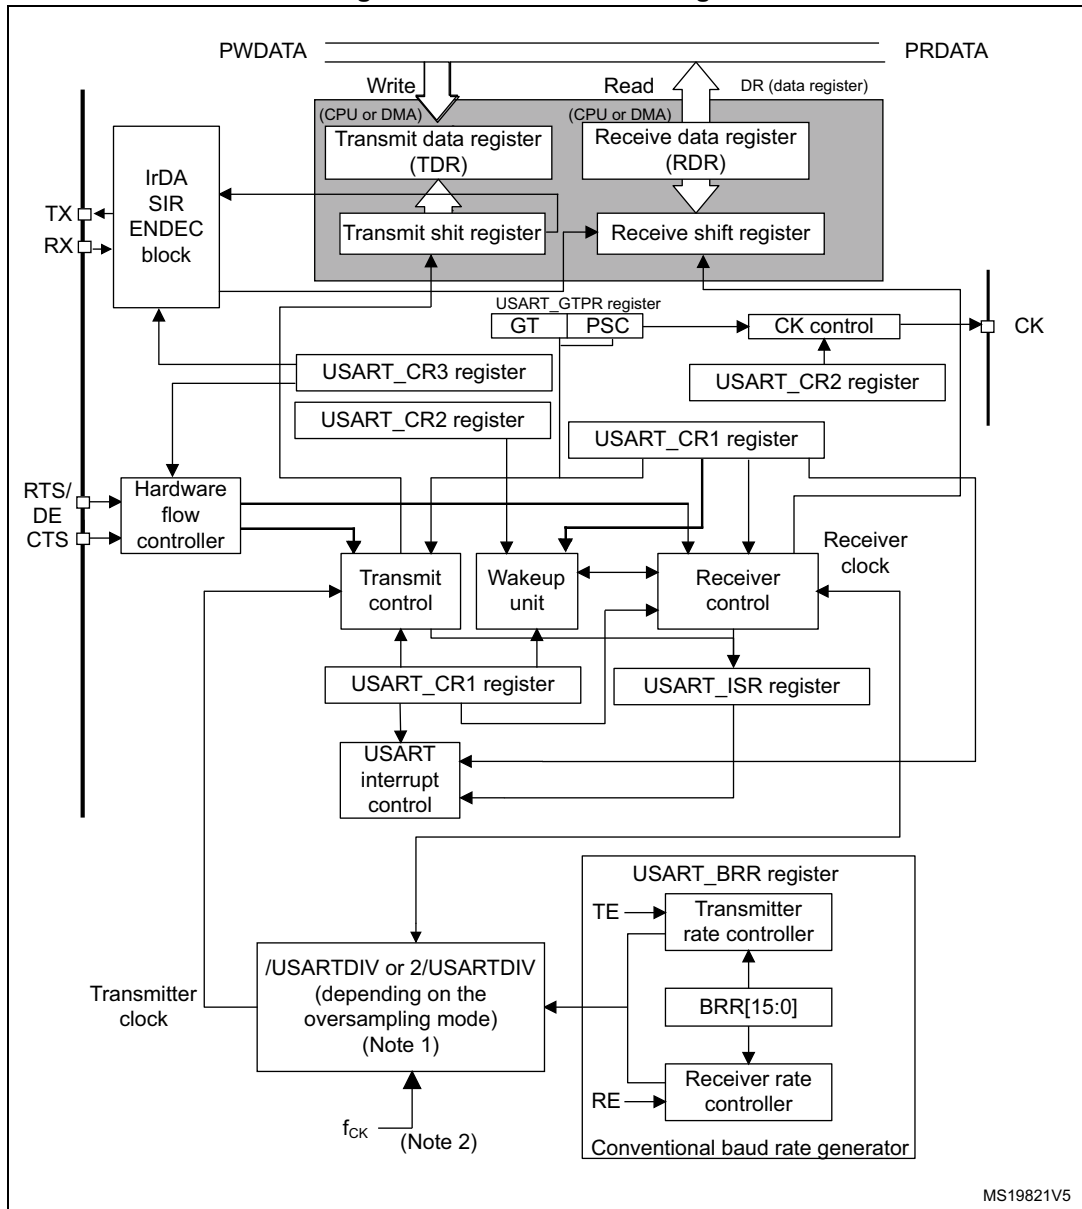 PWDATA
PRDATA
Write
Read
DR (data register)
(CPU or DMA)
(CPU or DMA)
Transmit data register
(TDR)
Receive data register
(RDR)
IrDA
SIR
ENDEC
block
TX
RX
Transmit shit register
Receive shift register
USART_GTPR register
GT
PSC
CK control
CK
USART_CR3 register
USART_CR2 register
USART_CR2 register
USART_CR1 register
RTS/
DE
CTS
Hardware
flow
controller
Receiver
clock
Transmit
control
Wakeup
unit
Receiver
control
USART_CR1 register
USART_ISR register
USART
interrupt
control
USART_BRR register
TE
Transmitter
rate controller
/USARTDIV or 2/USARTDIV
(depending on the
oversampling mode)
(Note 1)
Transmitter
clock
BRR[15:0]
Receiver rate
controller
RE
fCK
(Note 2)
Conventional baud rate generator
MS19821V5